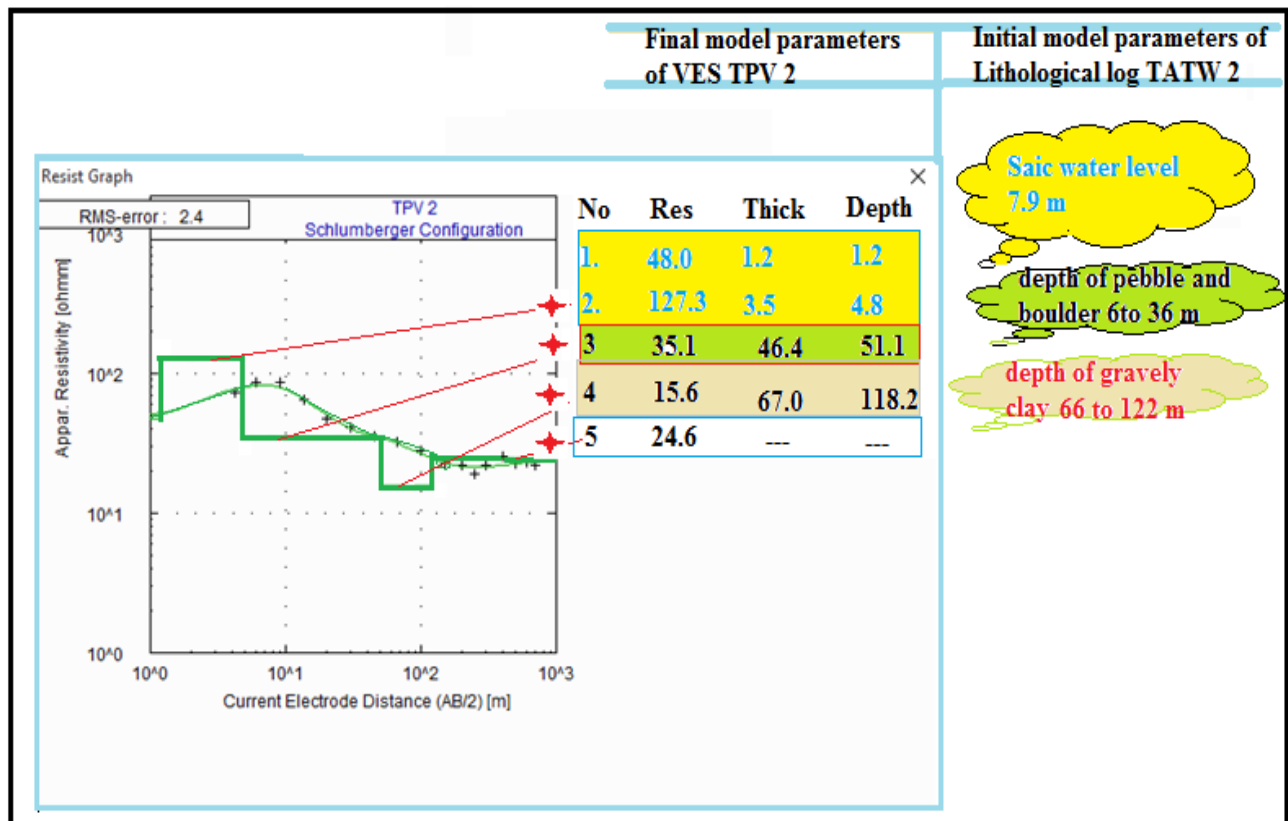 Final model parameters
of VES TPV 2
Initial model parameters of
Lithological log TATW 2
Resist Graph
RMS-error : 2.4
TPV 2
Schlumberger Configuration
Appar. Resistivity [ohmm]
10^3
10^2
10^1
10^0
10^0 10^1 10^2 10^3
Current Electrode Distance (AB/2) [m]
No Res Thick Depth
1. 48.0 1.2 1.2
2. 127.3 3.5 4.8
3 35.1 46.4 51.1
4 15.6 67.0 118.2
5 24.6 --- ---
Saic water level
7.9 m
depth of pebble and
boulder 6to 36 m
depth of gravely
clay 66 to 122 m